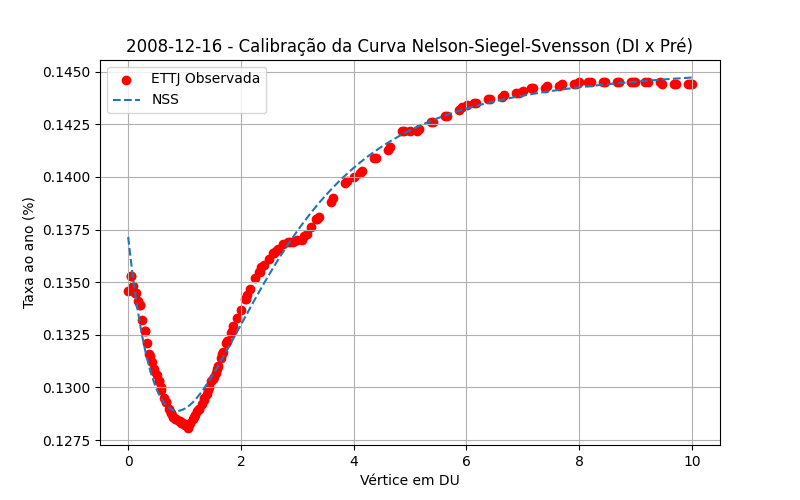 2008-12-16 - Calibração da Curva Nelson-Siegel-Svensson (DI x Pré)
ETTJ Observada
NSS
Taxa ao ano (%)
0.1450
0.1425
0.1400
0.1375
0.1350
0.1325
0.1300
0.1275
0 2 4 6 8 10
Vértice em DU